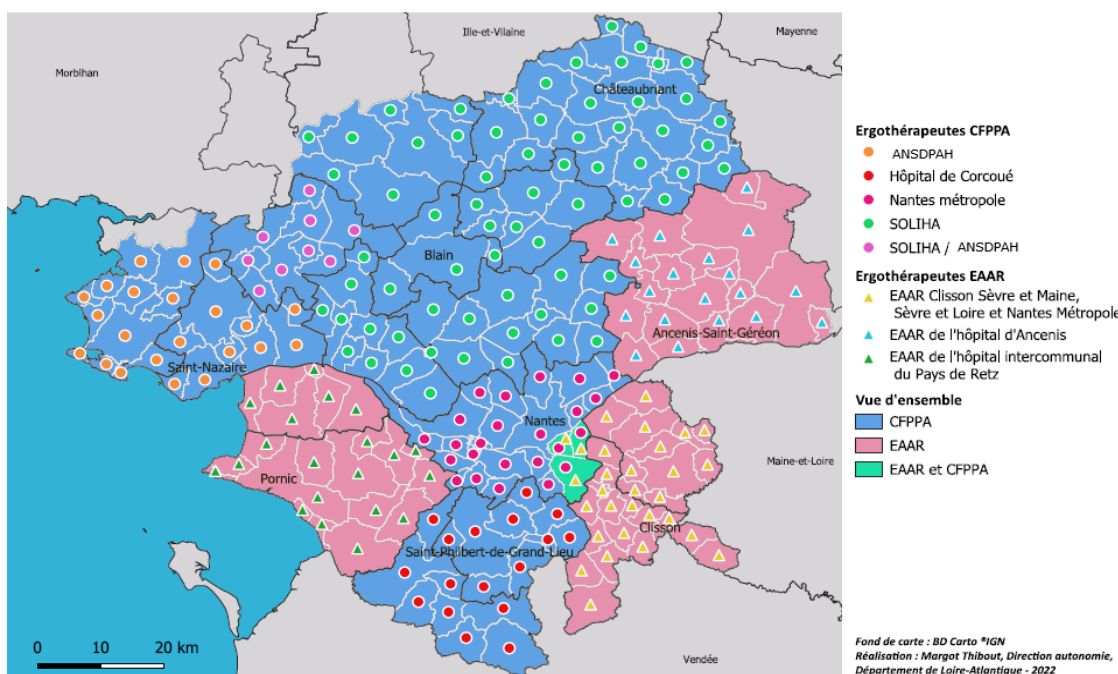 Ille-et-Vilaine
Mayenne
Morbihan
Châteaubriant
Blain
Ancenis-Saint-Géréon
Saint-Nazaire
Nantes
Maine-et-Loire
Pornic
Clisson
Saint-Philbert-de-Grand-Lieu
Vendée
0 10 20 km
Ergothérapeutes CFPPA
ANSDPAH
Hôpital de Corcoué
Nantes métropole
SOLIHA
SOLIHA / ANSDPAH
Ergothérapeutes EAAR
EAAR Clisson Sèvre et Maine,
Sèvre et Loire et Nantes Métropole
EAAR de l'hôpital d'Ancenis
EAAR de l'hôpital intercommunal
du Pays de Retz
Vue d'ensemble
CFPPA
EAAR
EAAR et CFPPA
Fond de carte : BD Carto ®IGN
Réalisation : Margot Thibout, Direction autonomie,
Département de Loire-Atlantique - 2022